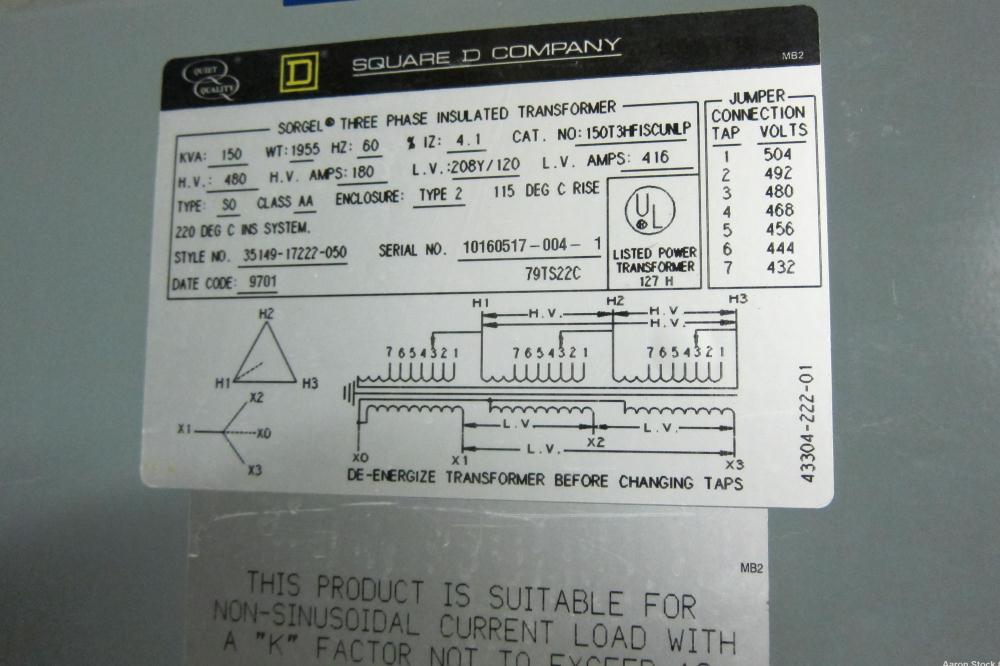 QUIET
QUALITY
D
SQUARE D COMPANY
MB2
SORGEL® THREE PHASE INSULATED TRANSFORMER
KVA: 150 WT: 1955 HZ: 60 % IZ: 4.1 CAT. NO: 150T3HFISCUNLP
H.V.: 480 H.V. AMPS: 180 L.V.: 208Y/120 L.V. AMPS: 416
TYPE: SO CLASS AA ENCLOSURE: TYPE 2 115 DEG C RISE
220 DEG C INS SYSTEM.
STYLE NO. 35149-17222-050 SERIAL NO. 10160517-004-1
DATE CODE: 9701 79TS22C
UL
®
LISTED POWER
TRANSFORMER
127 H
JUMPER
CONNECTION
TAP VOLTS
1 504
2 492
3 480
4 468
5 456
6 444
7 432
H2
H1 H3
X2
X1 X0
X3
H1 H2 H3
H.V. H.V
H.V.
7 6 5 4 3 2 1 7 6 5 4 3 2 1 7 6 5 4 3 2 1
L.V. L.V.
X2
L.V.
X0 X1 X3
DE-ENERGIZE TRANSFORMER BEFORE CHANGING TAPS
43304-222-01
MB2
THIS PRODUCT IS SUITABLE FOR
NON-SINUSOIDAL CURRENT LOAD WITH
A "K" FACTOR NOT TO EXCEED
Aaron Stock